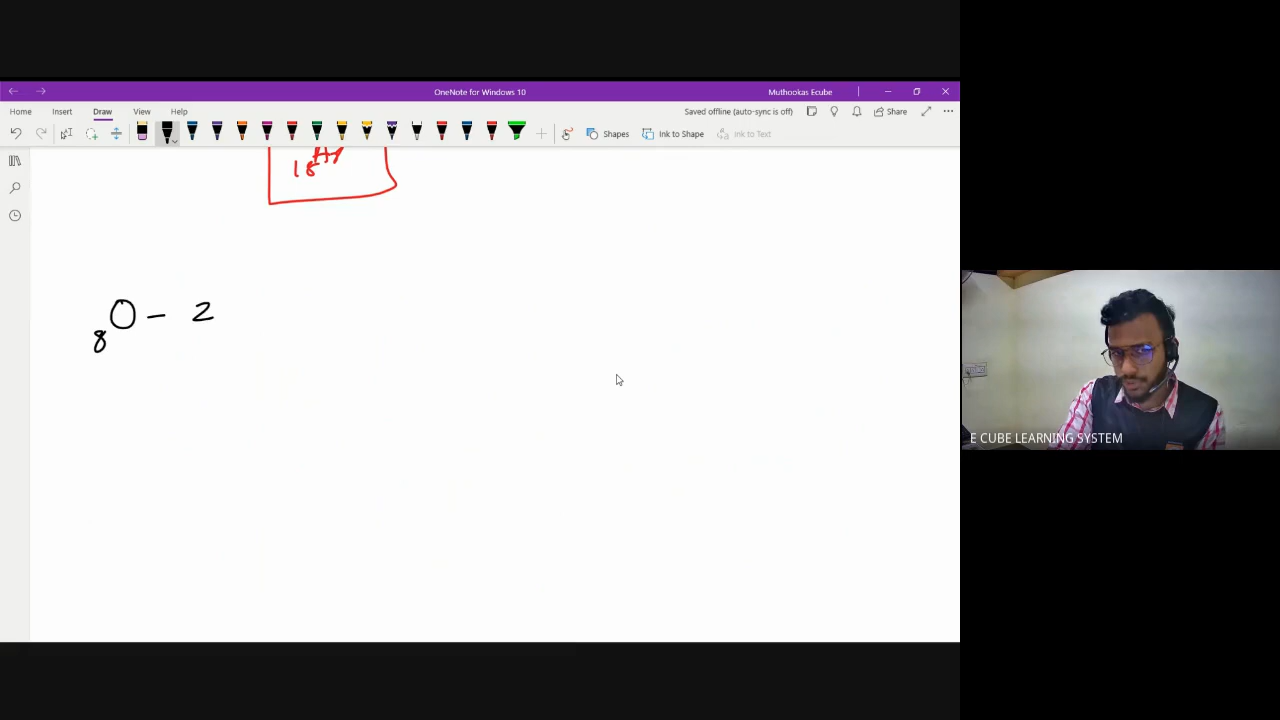 OneNote for Windows 10
Muthookas Ecube
Home Insert Draw View Help
Saved offline (auto-sync is off) Share
Shapes Ink to Shape Ink to Text
18
8O - 2
E CUBE LEARNING SYSTEM